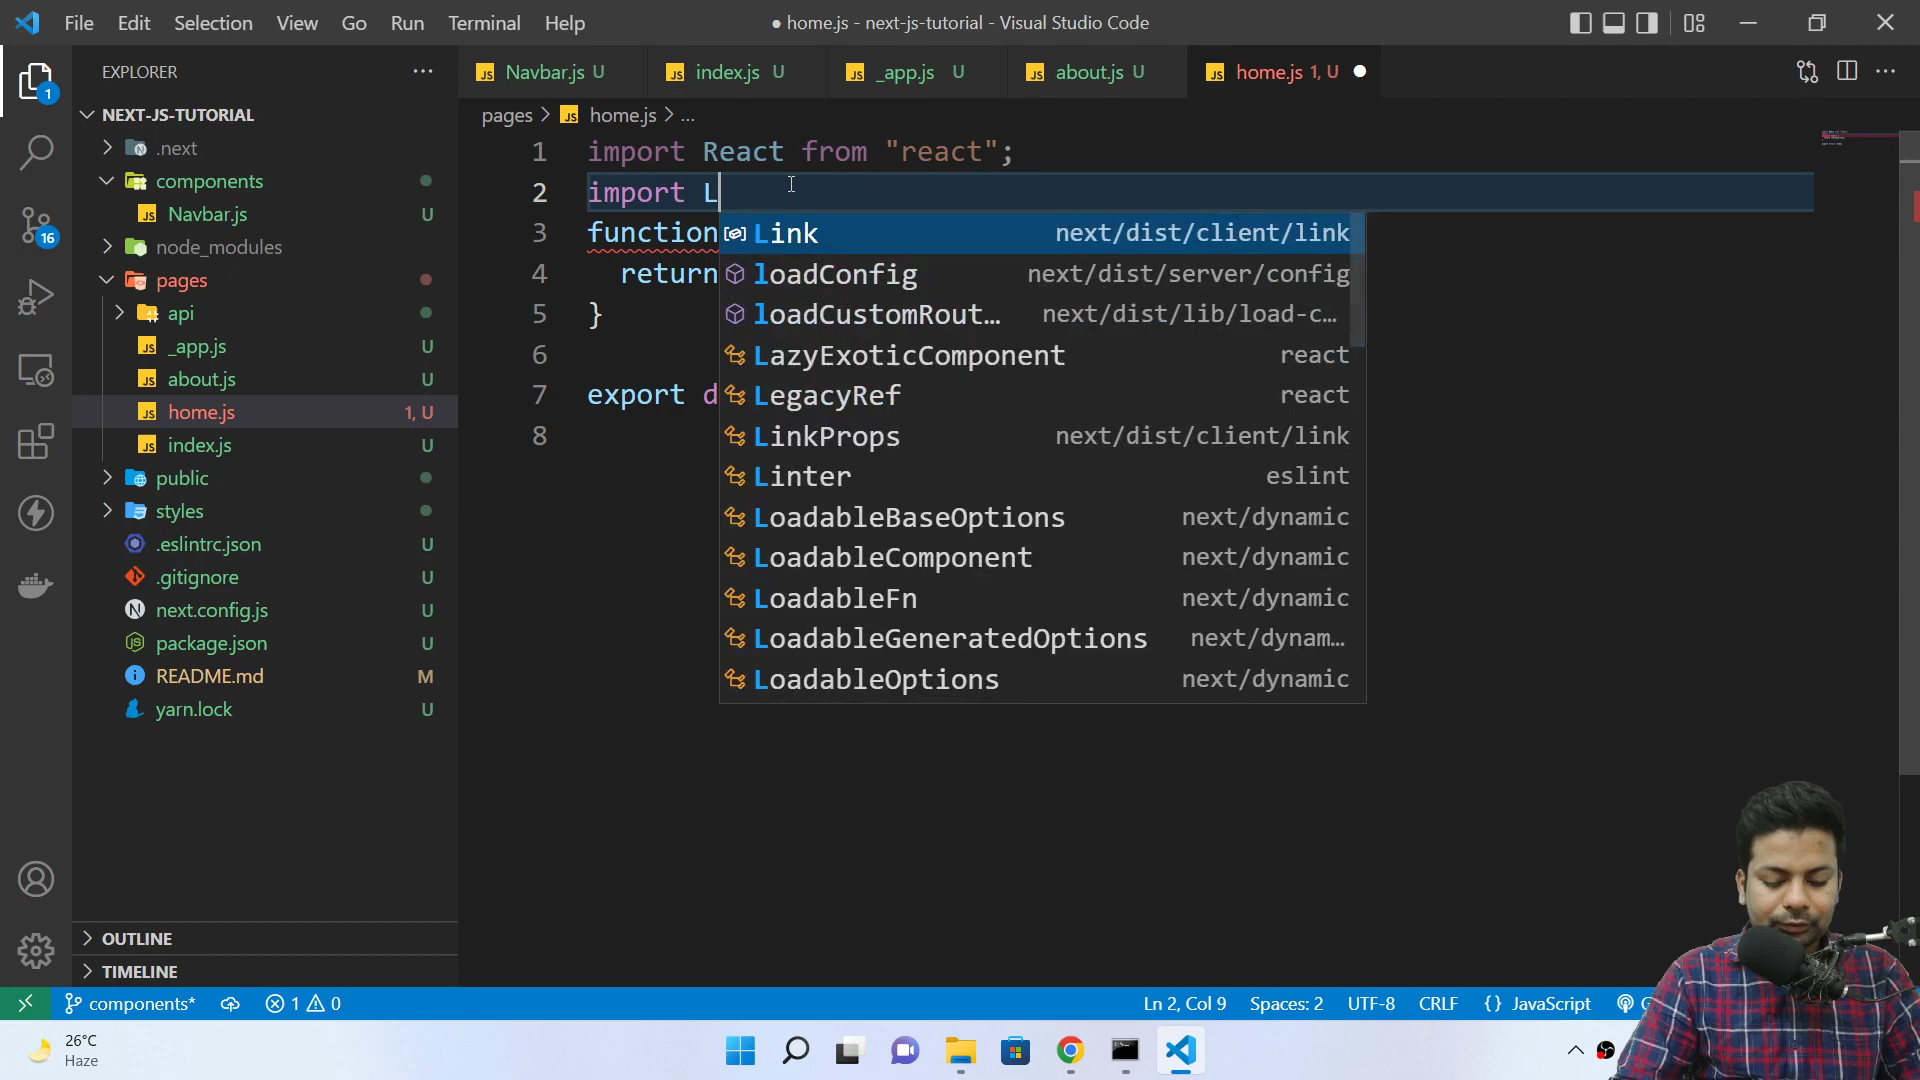 File Edit Selection View Go Run Terminal Help
● home.js - next-js-tutorial - Visual Studio Code
EXPLORER
1
16
NEXT-JS-TUTORIAL
.next
components
Navbar.js U
node_modules
pages
api
_app.js U
about.js U
home.js 1, U
index.js U
public
styles
.eslintrc.json U
.gitignore U
next.config.js U
package.json U
README.md M
yarn.lock U
OUTLINE
TIMELINE
Navbar.js U index.js U _app.js U about.js U home.js 1, U
pages > home.js > ...
1 import React from "react";
2 import L
3 function
4 return
5 }
6
7 export d
8
Link next/dist/client/link
loadConfig next/dist/server/config
loadCustomRout… next/dist/lib/load-c…
LazyExoticComponent react
LegacyRef react
LinkProps next/dist/client/link
Linter eslint
LoadableBaseOptions next/dynamic
LoadableComponent next/dynamic
LoadableFn next/dynamic
LoadableGeneratedOptions next/dynam…
LoadableOptions next/dynamic
components* 1 0
Ln 2, Col 9 Spaces: 2 UTF-8 CRLF {} JavaScript
26°C
Haze